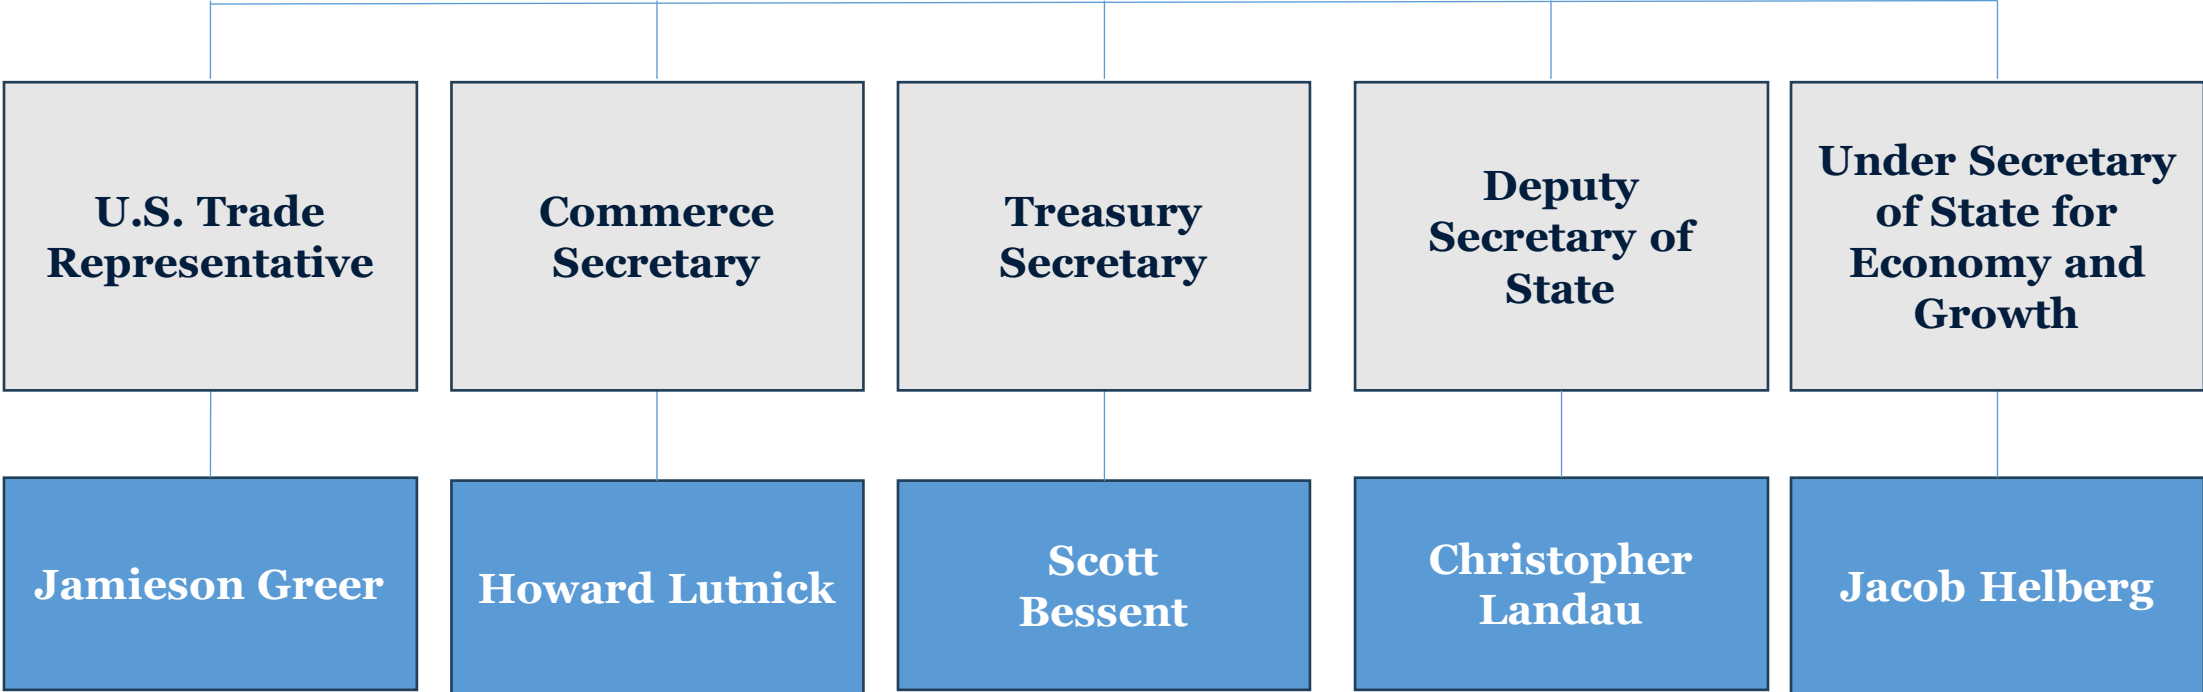 U.S. Trade
Representative
Commerce
Secretary
Treasury
Secretary
Deputy
Secretary of
State
Under Secretary
of State for
Economy and
Growth
Jamieson Greer
Howard Lutnick
Scott
Bessent
Christopher
Landau
Jacob Helberg